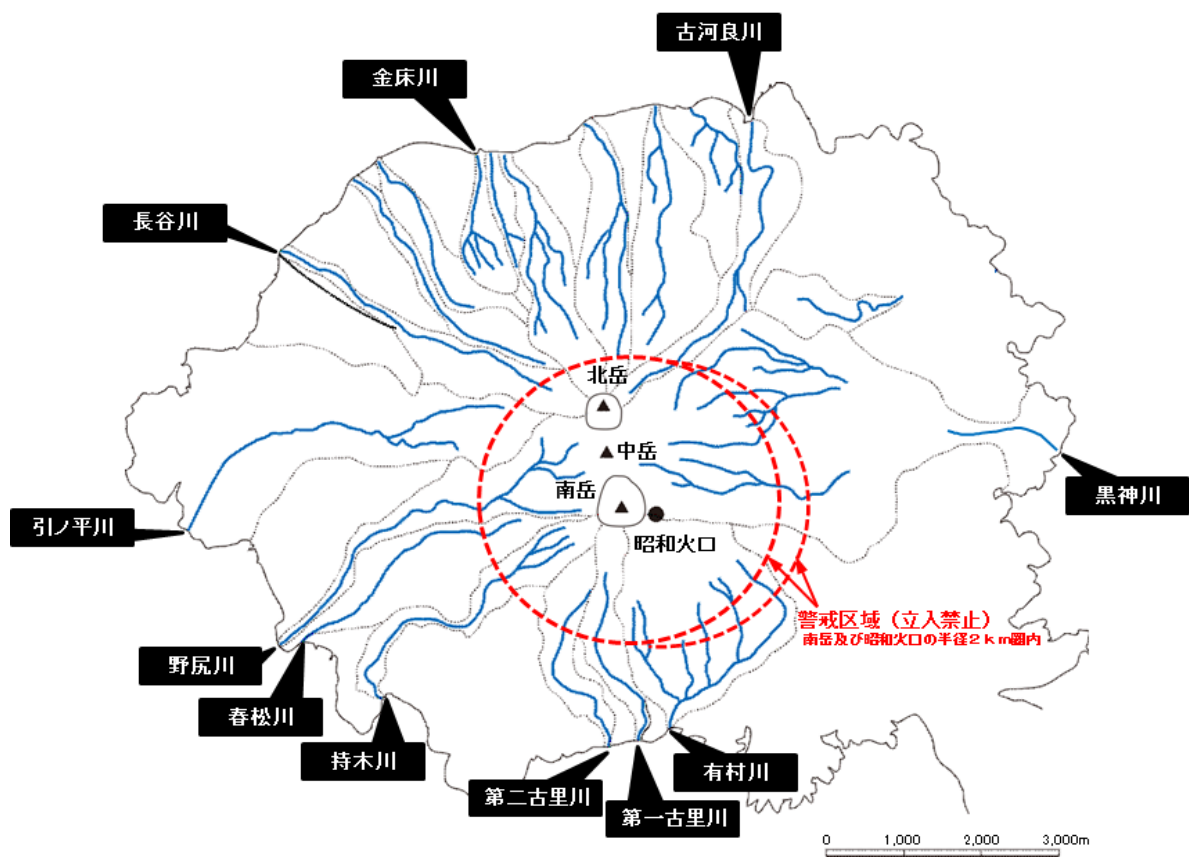 古河良川
金床川
長谷川
北岳
中岳
南岳
昭和火口
黒神川
引ノ平川
警戒区域（立入禁止）
南岳及び昭和火口の半径２ｋｍ圏内
野尻川
春松川
持木川
有村川
第二古里川
第一古里川
0 1,000 2,000 3,000m